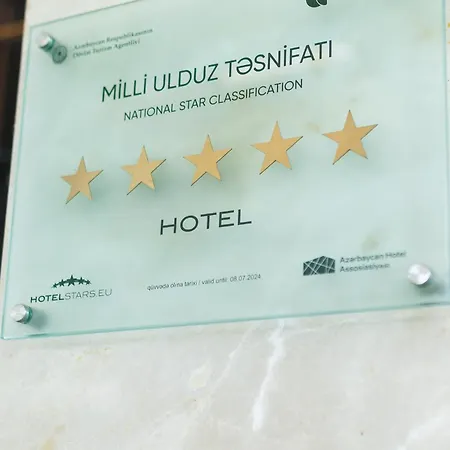 Azərbaycan Respublikasının
Dövlət Turizm Agentliyi
MİLLİ ULDUZ TƏSNİFATI
NATIONAL STAR CLASSIFICATION
HOTEL
HOTELSTARS.EU
qüvvədə olma tarixi / valid until: 08.07.2024
Azərbaycan Hotel
Assosiasiyası